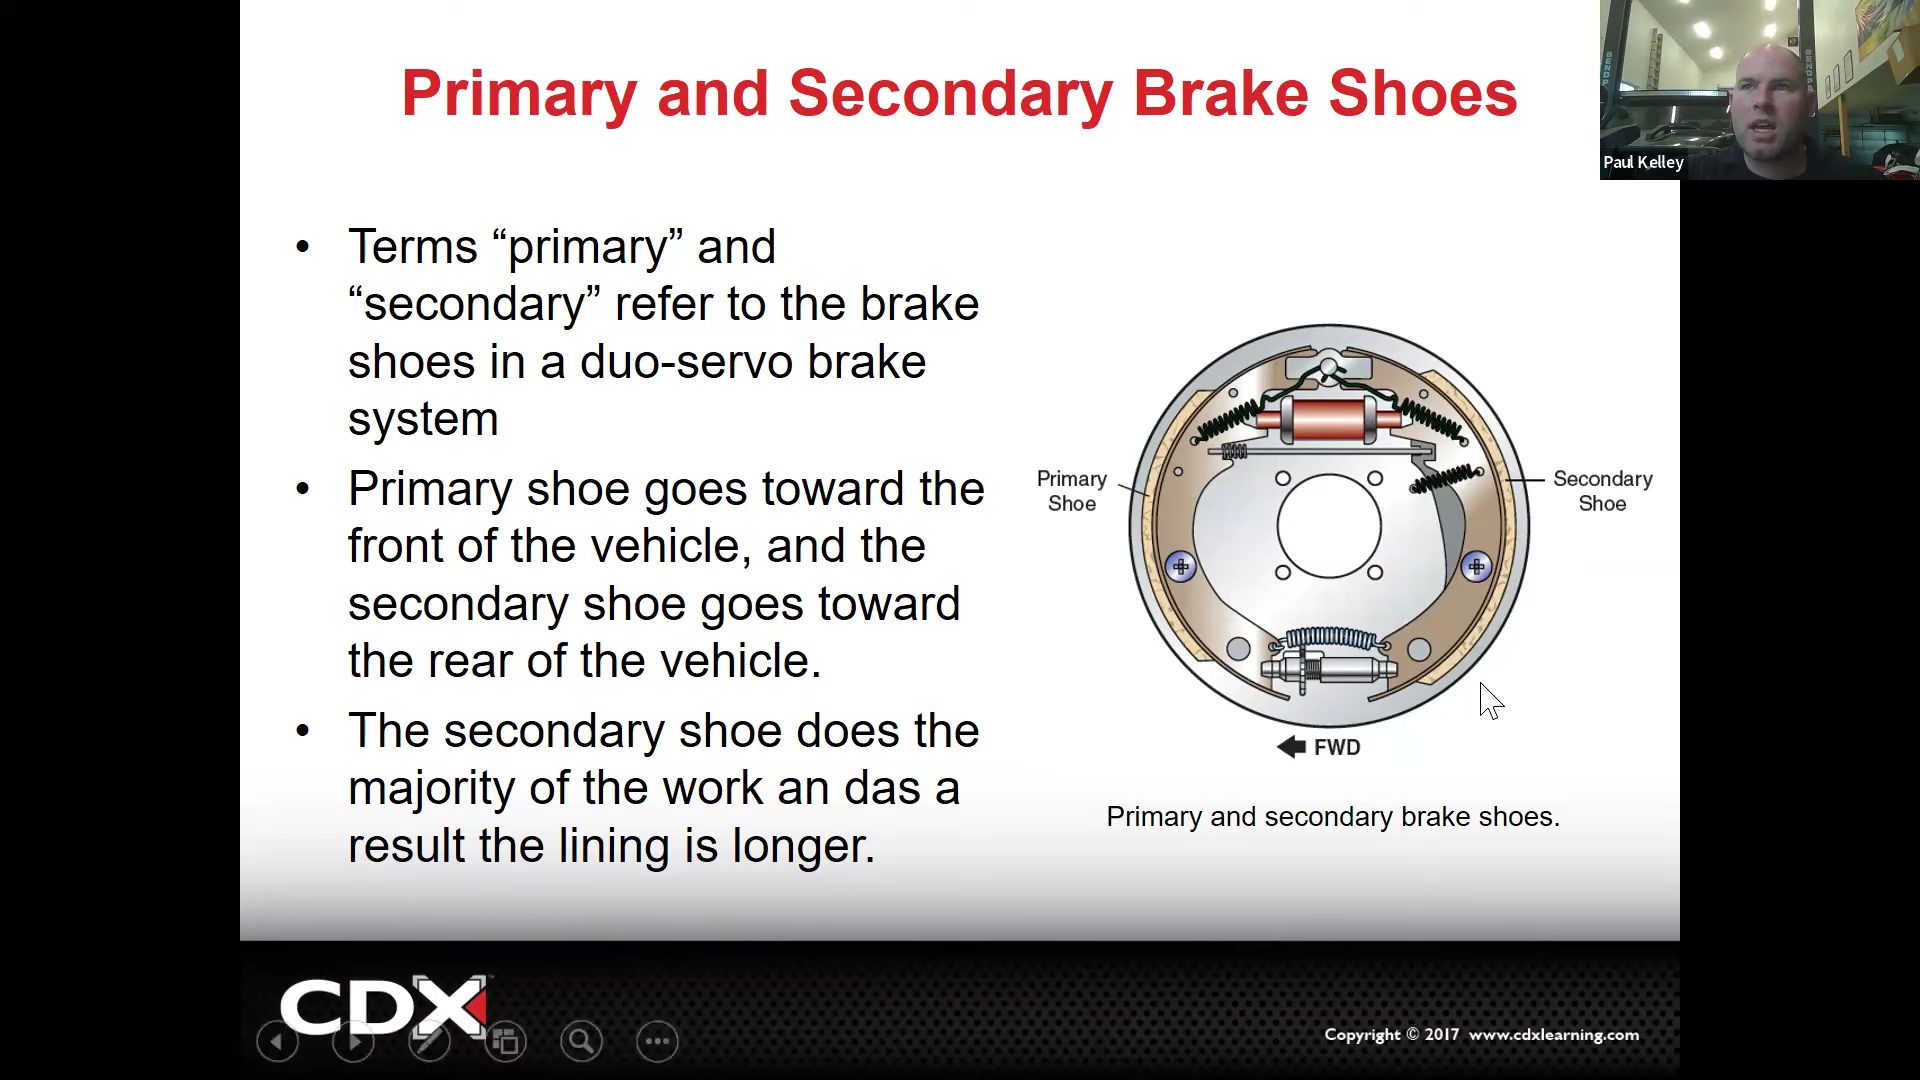 Primary and Secondary Brake Shoes
Paul Kelley
• Terms “primary” and
“secondary” refer to the brake
shoes in a duo-servo brake
system
• Primary shoe goes toward the
front of the vehicle, and the
secondary shoe goes toward
the rear of the vehicle.
• The secondary shoe does the
majority of the work an das a
result the lining is longer.
Primary
Shoe
Secondary
Shoe
FWD
Primary and secondary brake shoes.
CDX
Copyright © 2017 www.cdxlearning.com